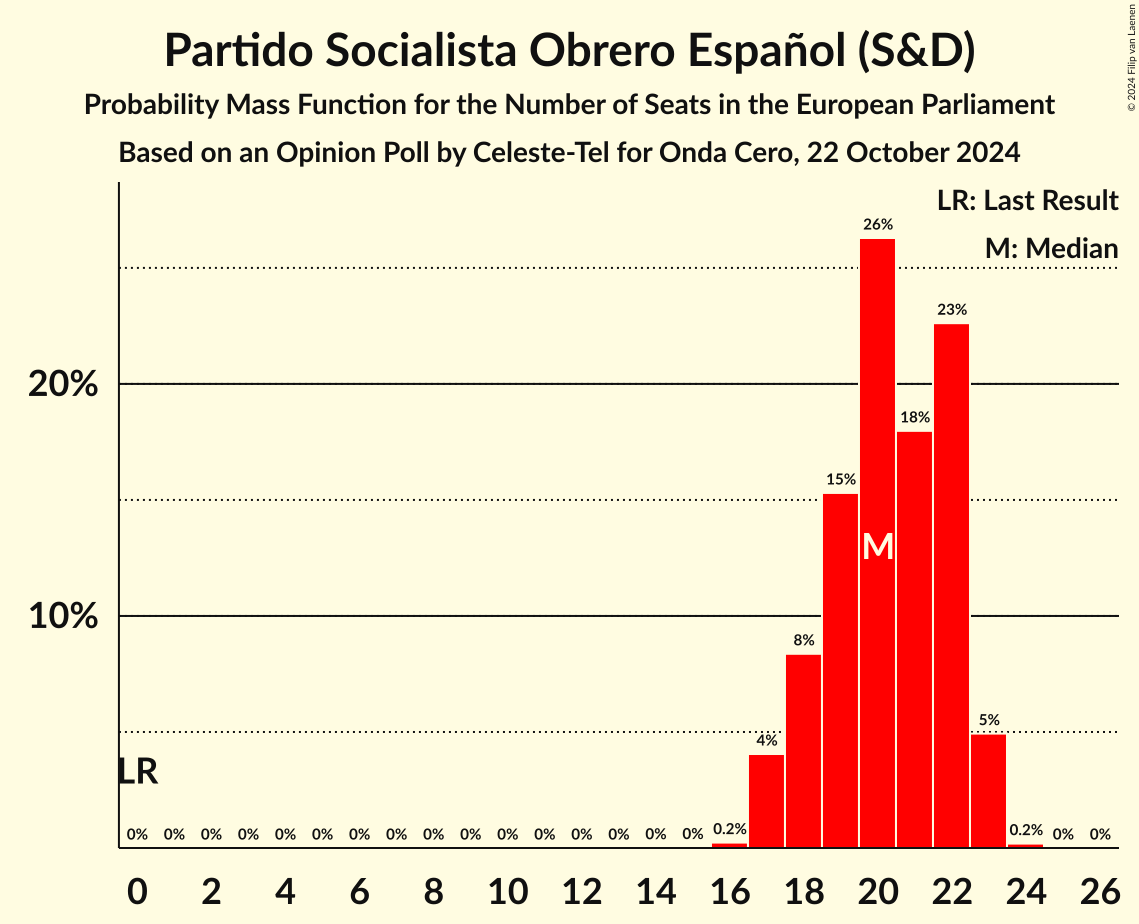 Partido Socialista Obrero Español (S&D)
Probability Mass Function for the Number of Seats in the European Parliament
Based on an Opinion Poll by Celeste-Tel for Onda Cero, 22 October 2024
© 2024 Filip van Laenen
LR: Last Result
M: Median
26%
23%
20%
18%
15%
M
10%
8%
5%
4%
LR
0% 0% 0% 0% 0% 0% 0% 0% 0% 0% 0% 0% 0% 0% 0% 0% 0.2% 0.2% 0% 0%
0 2 4 6 8 10 12 14 16 18 20 22 24 26